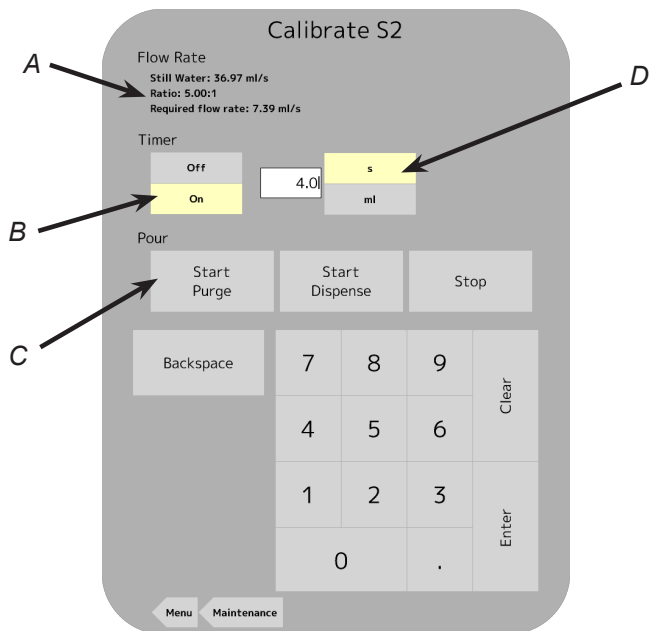 Calibrate S2
Flow Rate
A
Still Water: 36.97 ml/s
D
Ratio: 5.00:1
Required flow rate: 7.39 ml/s
Timer
Off
s
4.0
On
ml
B
Pour
Start
Purge
Start
Dispense
Stop
C
Backspace
7 8 9
Clear
4 5 6
1 2 3
Enter
0 .
Menu Maintenance